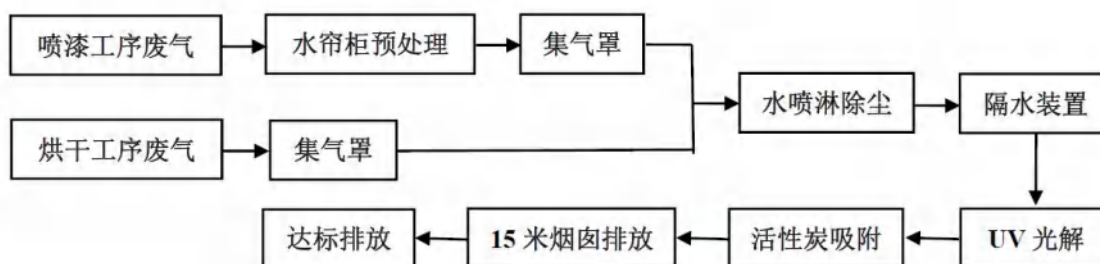 喷漆工序废气
水帘柜预处理
集气罩
水喷淋除尘
隔水装置
烘干工序废气
集气罩
达标排放
15 米烟囱排放
活性炭吸附
UV 光解